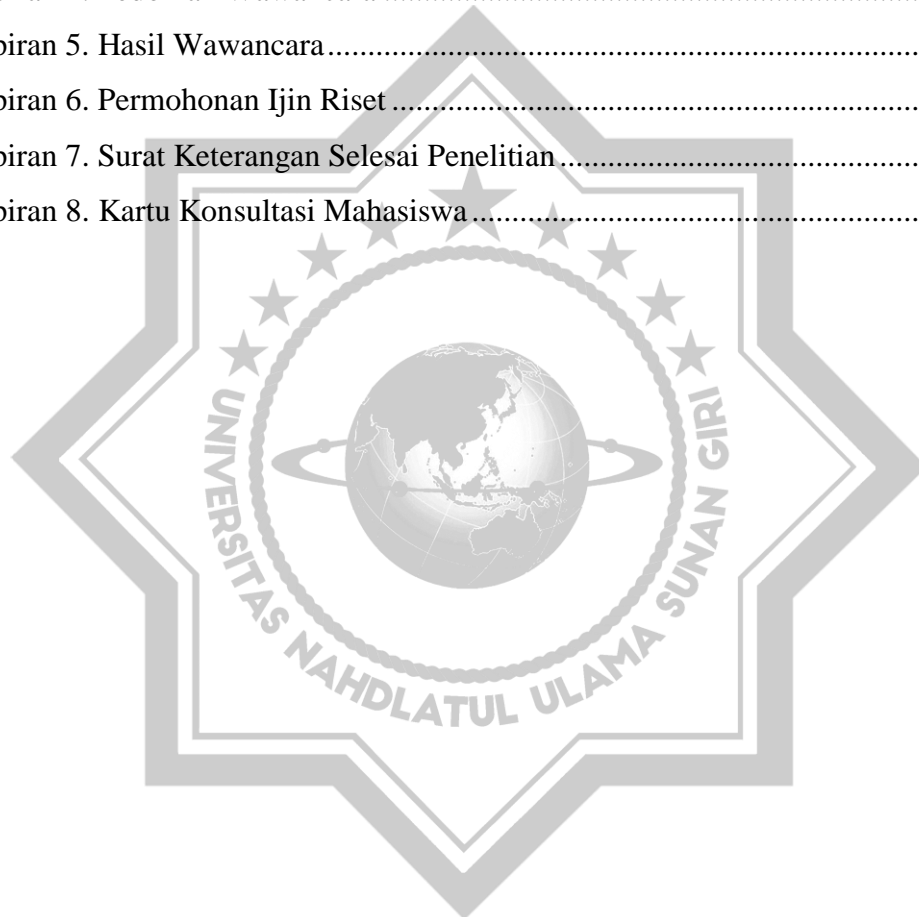 piran 5. Hasil Wawancara
piran 6. Permohonan Ijin Riset
piran 7. Surat Keterangan Selesai Penelitian
piran 8. Kartu Konsultasi Mahasiswa
UNIVERSITAS NAHDLATUL ULAMA SUNAN GIRI